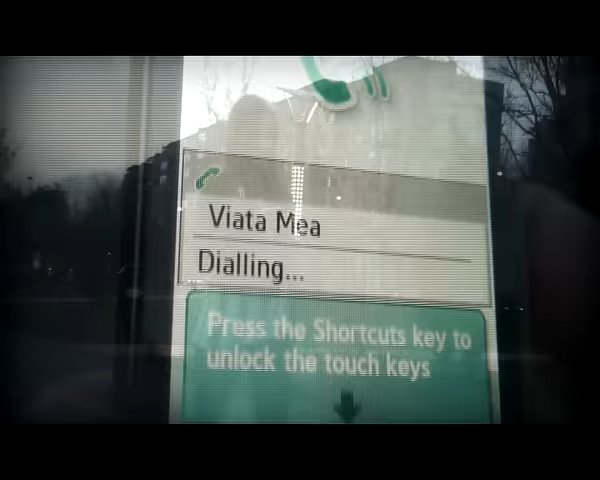 Viata Mea
Dialling...
Press the Shortcuts key to
unlock the touch keys